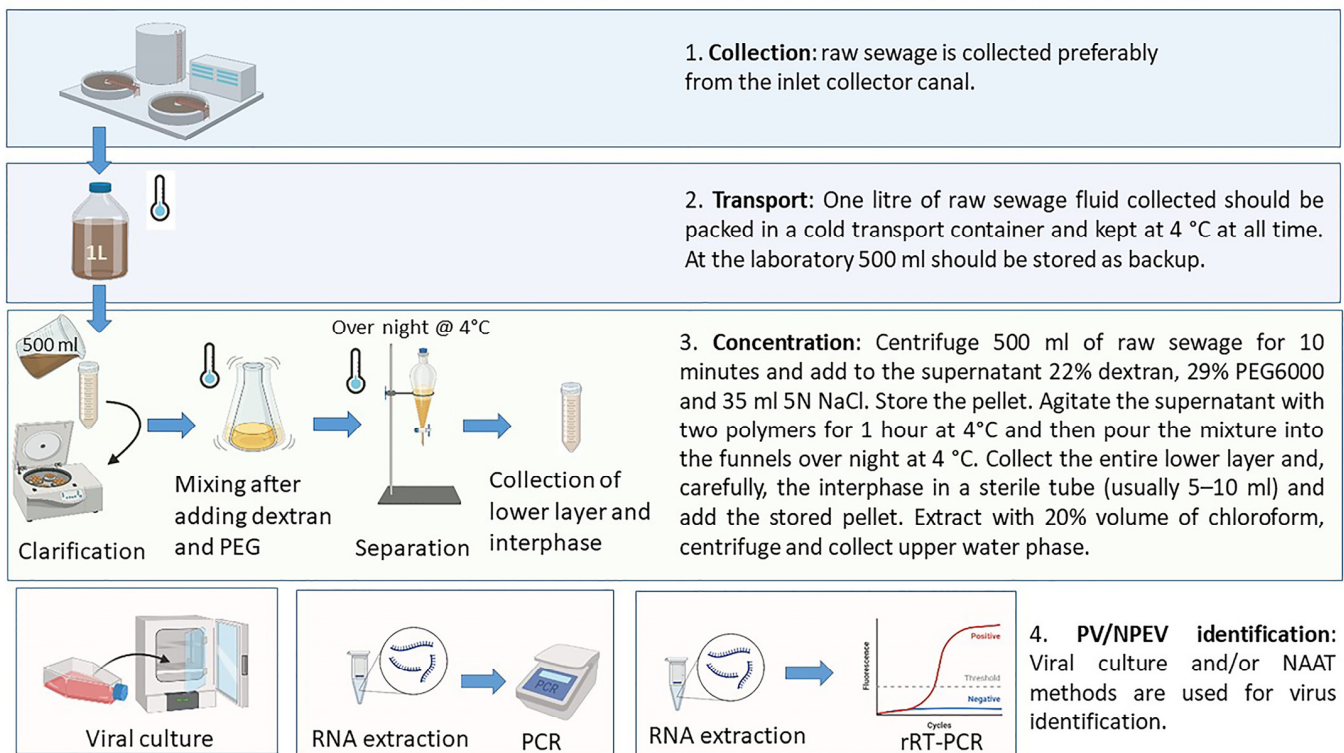 1. Collection: raw sewage is collected preferably
from the inlet collector canal.
1L
2. Transport: One litre of raw sewage fluid collected should be
packed in a cold transport container and kept at 4 °C at all time.
At the laboratory 500 ml should be stored as backup.
500 ml
Over night @ 4°C
Clarification
Mixing after
adding dextran
and PEG
Separation
Collection of
lower layer and
interphase
3. Concentration: Centrifuge 500 ml of raw sewage for 10
minutes and add to the supernatant 22% dextran, 29% PEG6000
and 35 ml 5N NaCl. Store the pellet. Agitate the supernatant with
two polymers for 1 hour at 4°C and then pour the mixture into
the funnels over night at 4 °C. Collect the entire lower layer and,
carefully, the interphase in a sterile tube (usually 5–10 ml) and
add the stored pellet. Extract with 20% volume of chloroform,
centrifuge and collect upper water phase.
Viral culture
RNA extraction
PCR
PCR
RNA extraction
Fluorescence
Positive
Threshold
Negative
Cycles
rRT-PCR
4. PV/NPEV identification:
Viral culture and/or NAAT
methods are used for virus
identification.